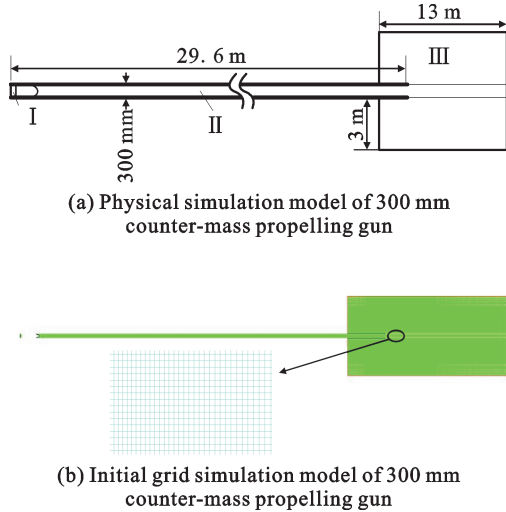 13 m
29. 6 m
Ⅲ
Ⅰ
Ⅱ
300 mm
3 m
(a) Physical simulation model of 300 mm
counter-mass propelling gun
(b) Initial grid simulation model of 300 mm
counter-mass propelling gun